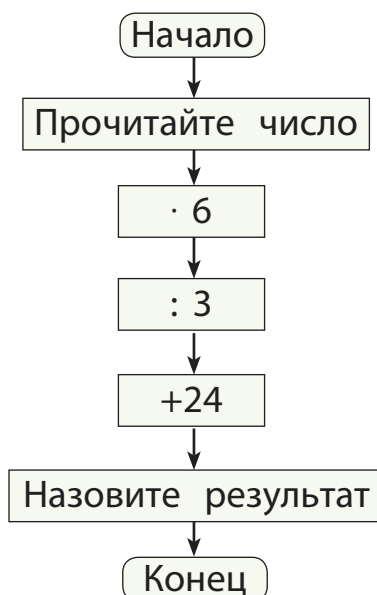 Начало
Прочитайте число
· 6
: 3
+24
Назовите результат
Конец